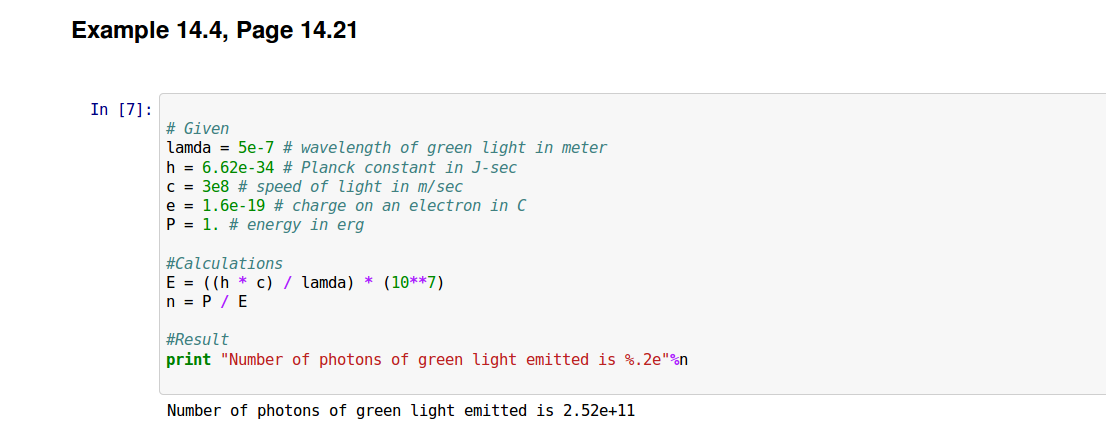 Example 14.4, Page 14.21
In [7]:
# Given
lamda = 5e-7 # wavelength of green light in meter
h = 6.62e-34 # Planck constant in J-sec
c = 3e8 # speed of light in m/sec
e = 1.6e-19 # charge on an electron in C
P = 1. # energy in erg
#Calculations
E = ((h * c) / lamda) * (10**7)
n = P / E
#Result
print "Number of photons of green light emitted is %.2e"%n
Number of photons of green light emitted is 2.52e+11